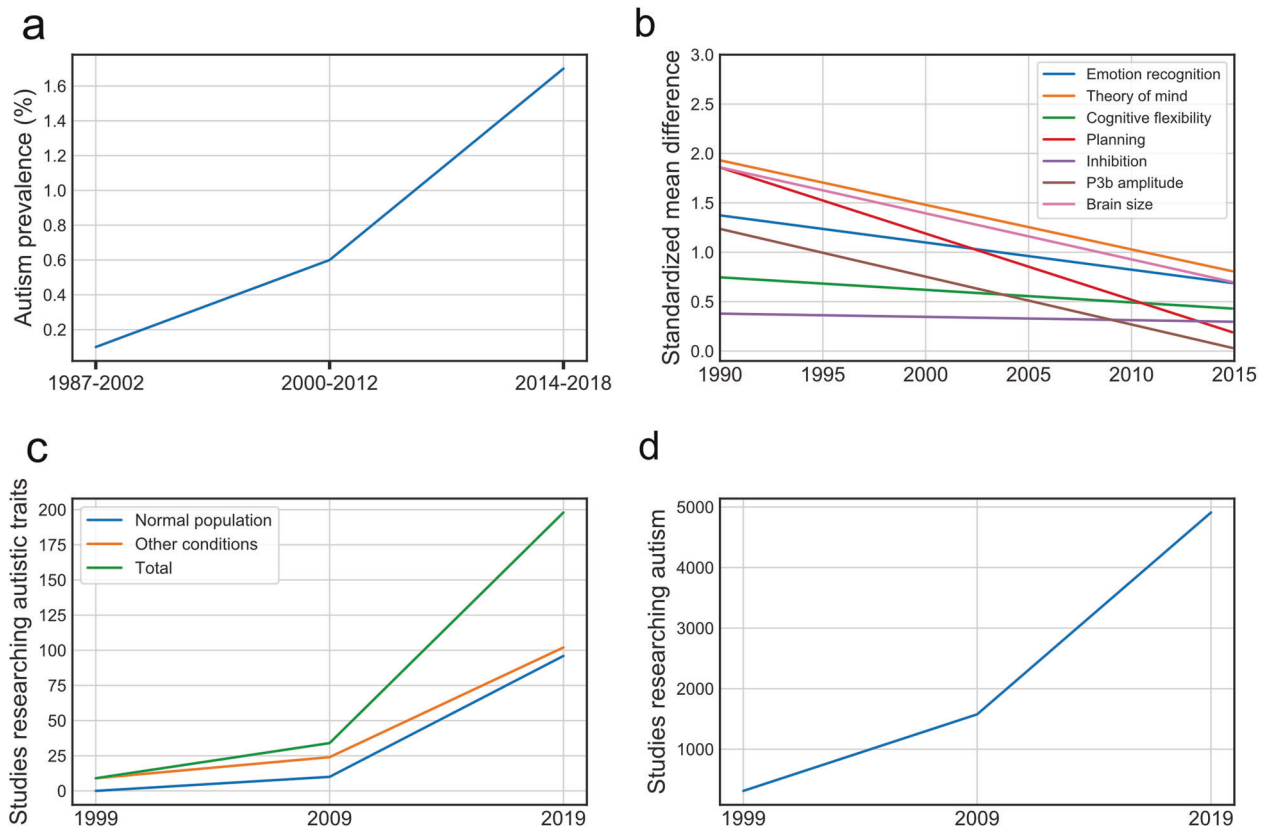 a
Autism prevalence (%)
1.6
1.4
1.2
1.0
0.8
0.6
0.4
0.2
1987-2002 2000-2012 2014-2018
b
Standardized mean difference
3.0
2.5
2.0
1.5
1.0
0.5
0.0
Emotion recognition
Theory of mind
Cognitive flexibility
Planning
Inhibition
P3b amplitude
Brain size
1990 1995 2000 2005 2010 2015
c
Studies researching autistic traits
200
175
150
125
100
75
50
25
0
Normal population
Other conditions
Total
1999 2009 2019
d
Studies researching autism
5000
4000
3000
2000
1000
1999 2009 2019